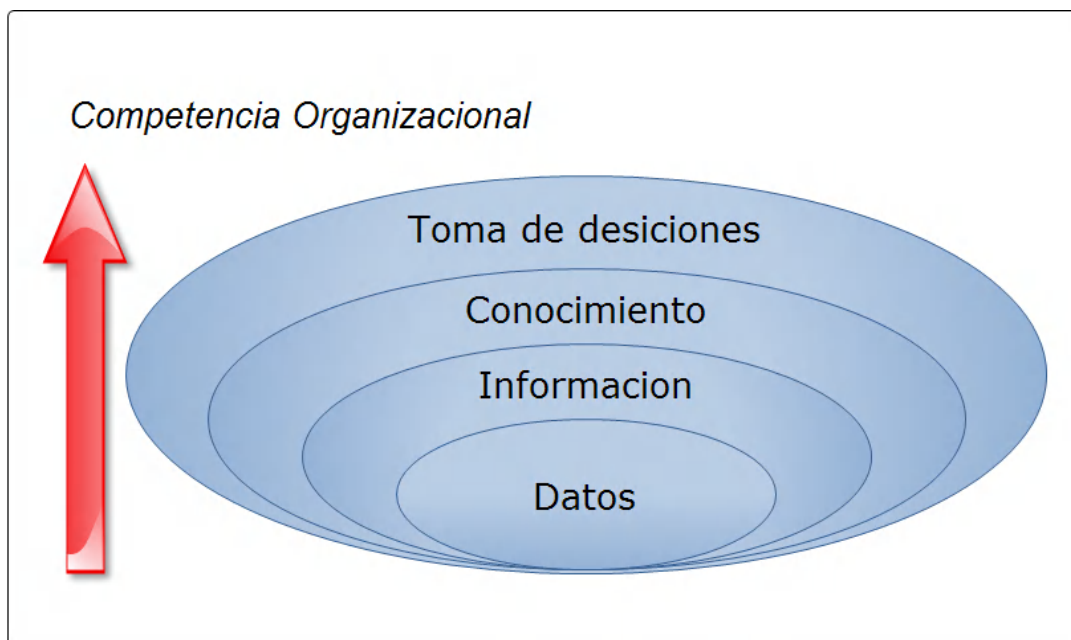 Competencia Organizacional
Toma de desiciones
Conocimiento
Informacion
Datos